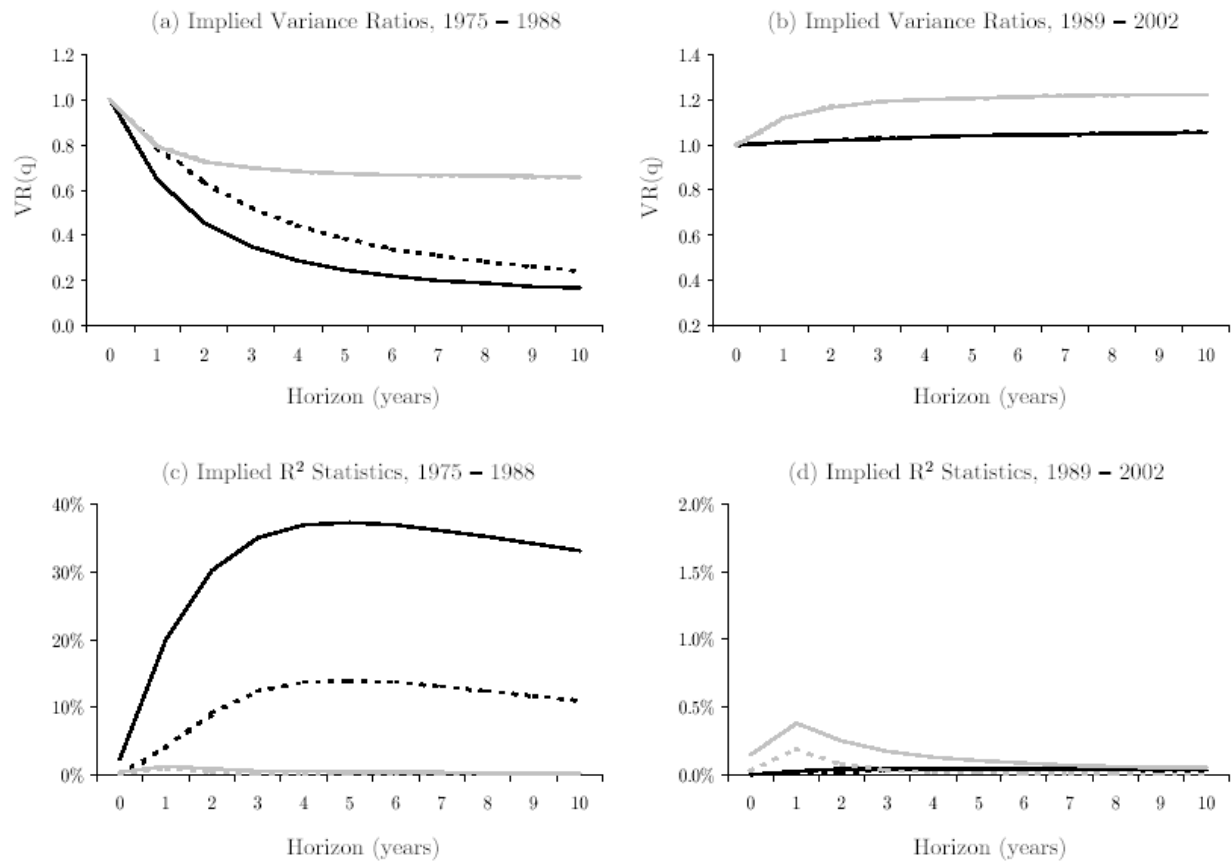 (a) Implied Variance Ratios, 1975 – 1988
1.2
1.0
0.8
0.6
0.4
0.2
0.0
VR(q)
0 1 2 3 4 5 6 7 8 9 10
Horizon (years)
(b) Implied Variance Ratios, 1989 – 2002
1.4
1.2
1.0
0.8
0.6
0.4
0.2
VR(q)
0 1 2 3 4 5 6 7 8 9 10
Horizon (years)
(c) Implied R² Statistics, 1975 – 1988
40%
30%
20%
10%
0%
0 1 2 3 4 5 6 7 8 9 10
Horizon (years)
(d) Implied R² Statistics, 1989 – 2002
2.0%
1.5%
1.0%
0.5%
0.0%
0 1 2 3 4 5 6 7 8 9 10
Horizon (years)